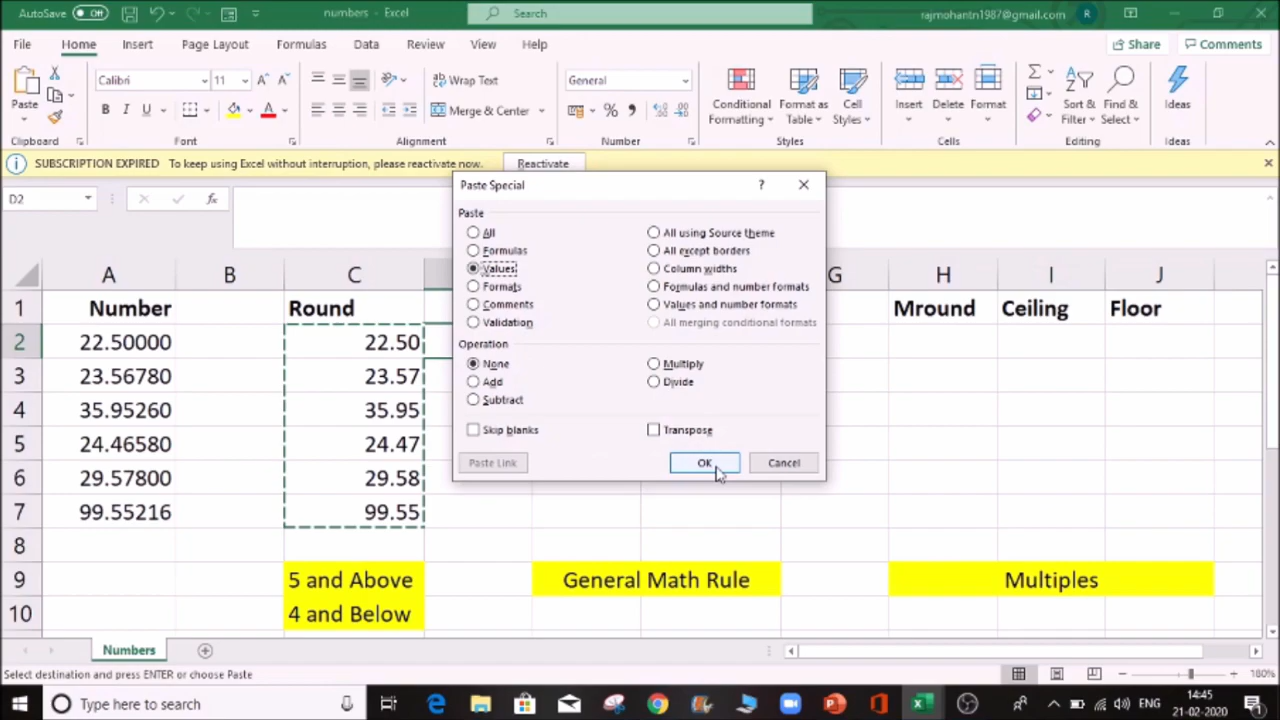 AutoSave Off numbers - Excel Search rajmohantn1987@gmail.com R
File Home Insert Page Layout Formulas Data Review View Help Share Comments
Paste Calibri 11 Wrap Text General Conditional Formatting Format as Table Cell Styles Insert Delete Format Sort & Filter Find & Select Ideas
B I U Merge & Center
Clipboard Font Alignment Number Styles Cells Editing Ideas
SUBSCRIPTION EXPIRED To keep using Excel without interruption, please reactivate now. Reactivate
D2 fx
Paste Special
Paste
All All using Source theme
Formulas All except borders
Values Column widths
Formats Formulas and number formats
Comments Values and number formats
Validation All merging conditional formats
Operation
None Multiply
Add Divide
Subtract
Skip blanks Transpose
Paste Link OK Cancel
A B C G H I J
1 Number Round Mround Ceiling Floor
2 22.50000 22.50
3 23.56780 23.57
4 35.95260 35.95
5 24.46580 24.47
6 29.57800 29.58
7 99.55216 99.55
8
9 5 and Above General Math Rule Multiples
10 4 and Below
Numbers
Select destination and press ENTER or choose Paste 180%
Type here to search ENG 14:45
21-02-2020